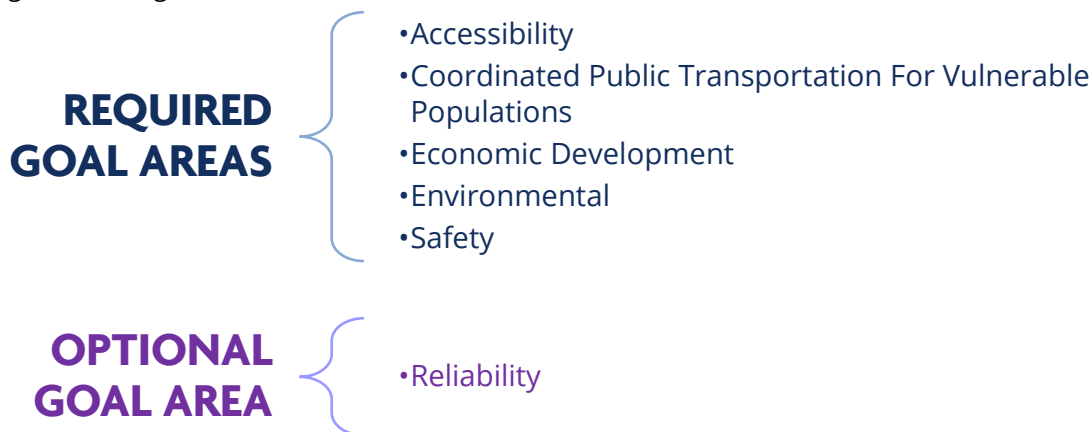 REQUIRED
GOAL AREAS
•Accessibility
•Coordinated Public Transportation For Vulnerable
Populations
•Economic Development
•Environmental
•Safety
OPTIONAL
GOAL AREA
•Reliability